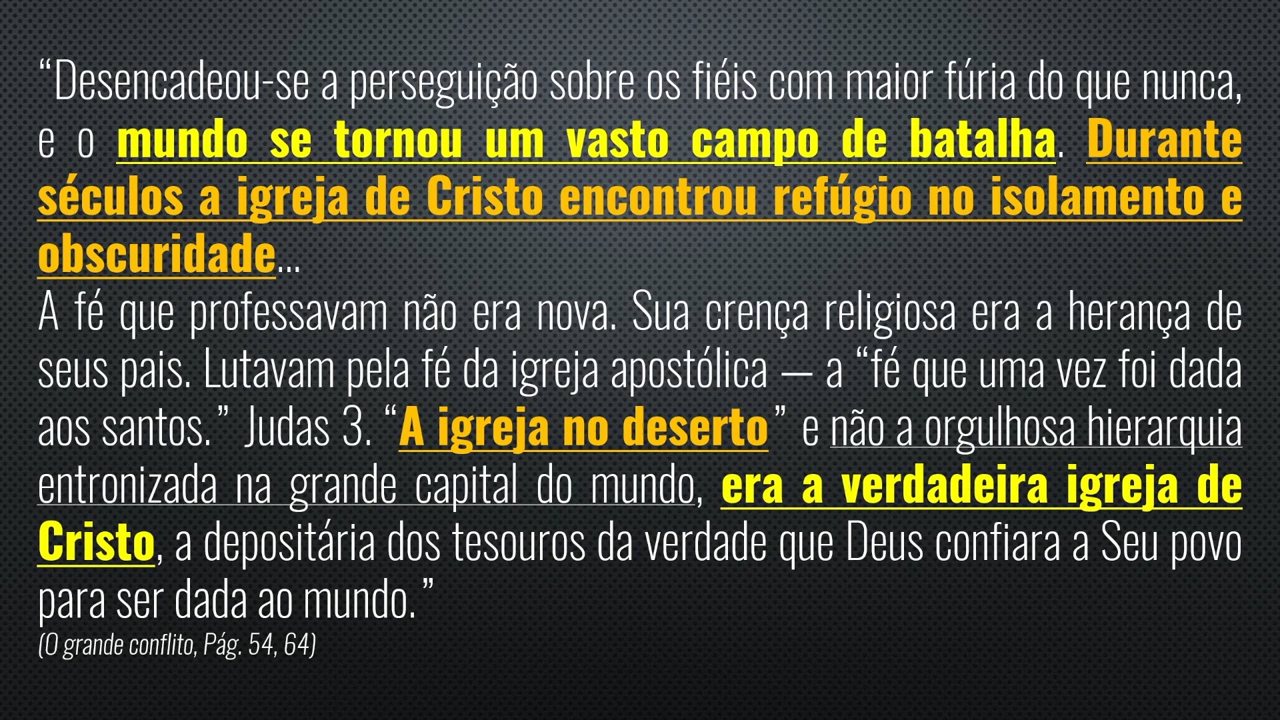 “Desencadeou-se a perseguição sobre os fiéis com maior fúria do que nunca,
e o mundo se tornou um vasto campo de batalha. Durante
séculos a igreja de Cristo encontrou refúgio no isolamento e
obscuridade...
A fé que professavam não era nova. Sua crença religiosa era a herança de
seus pais. Lutavam pela fé da igreja apostólica — a “fé que uma vez foi dada
aos santos.” Judas 3. “A igreja no deserto” e não a orgulhosa hierarquia
entronizada na grande capital do mundo, era a verdadeira igreja de
Cristo, a depositária dos tesouros da verdade que Deus confiara a Seu povo
para ser dada ao mundo.”
(O grande conflito, Pág. 54, 64)